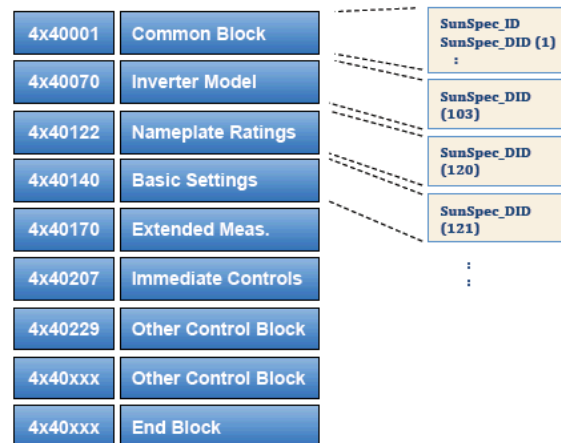 4x40001 Common Block
4x40070 Inverter Model
4x40122 Nameplate Ratings
4x40140 Basic Settings
4x40170 Extended Meas.
4x40207 Immediate Controls
4x40229 Other Control Block
4x40xxx Other Control Block
4x40xxx End Block
SunSpec_ID
SunSpec_DID (1)
:
SunSpec_DID
(103)
SunSpec_DID
(120)
SunSpec_DID
(121)
:
: